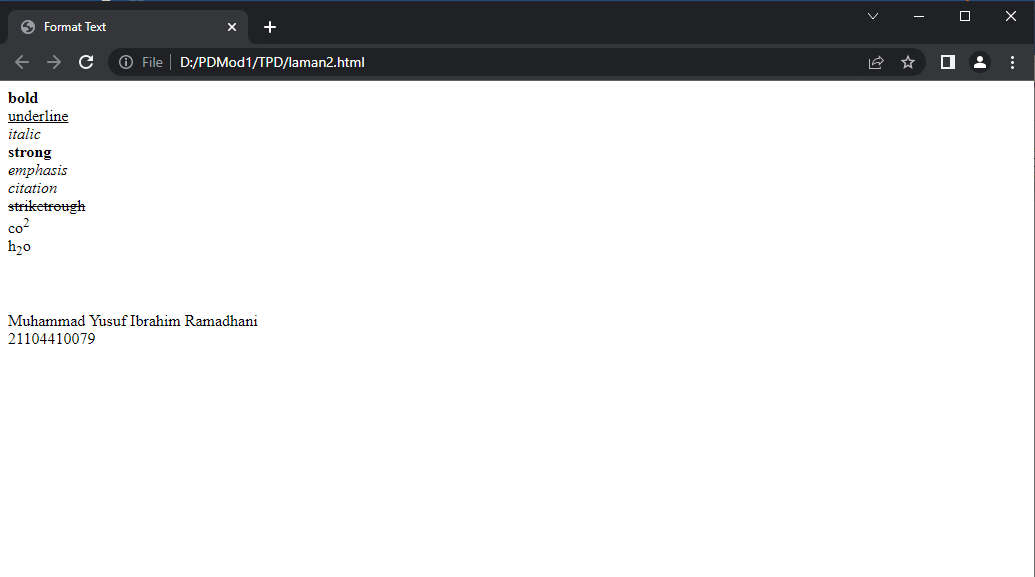 Format Text
File
D:/PDMod1/TPD/laman2.html
bold
underline
italic
strong
emphasis
citation
striketrough
co²
h₂o
Muhammad Yusuf Ibrahim Ramadhani
21104410079